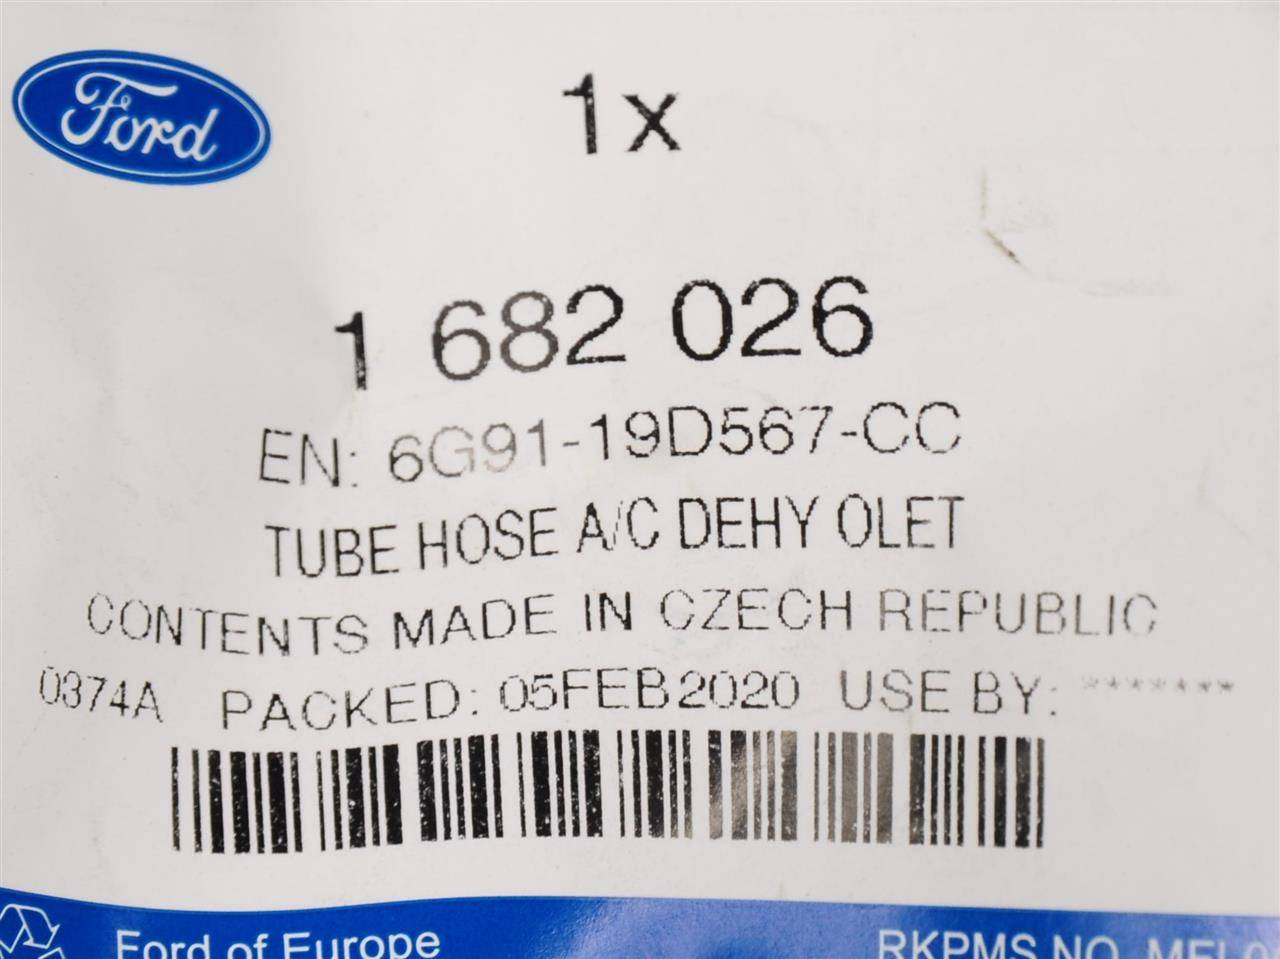 Ford
1x
1 682 026
EN: 6G91-19D567-CC
TUBE HOSE A/C DEHY OLET
CONTENTS MADE IN CZECH REPUBLIC
0374A PACKED: 05FEB2020 USE BY: *******
Ford of Europe RKPMS NO.